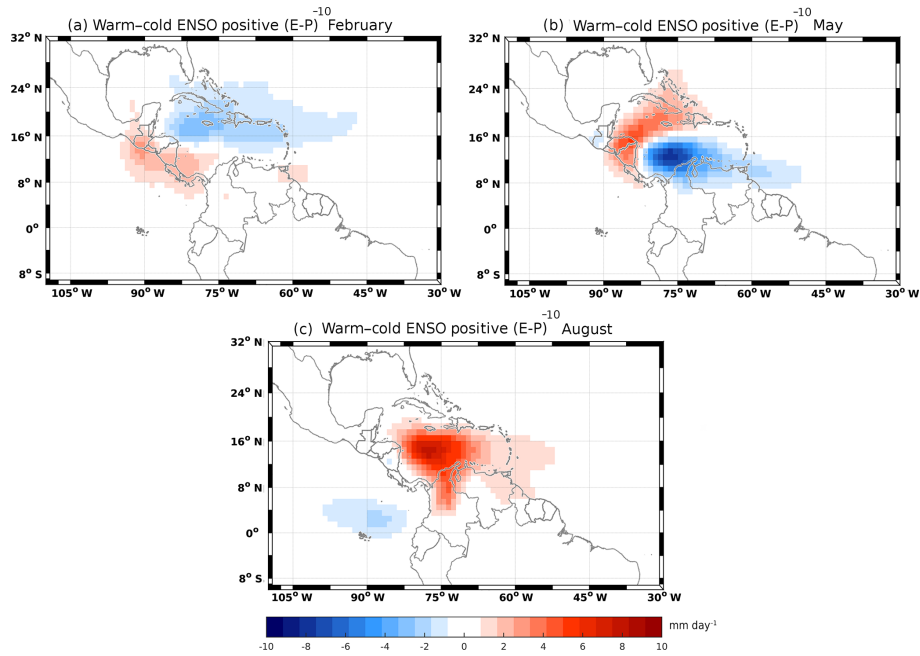 (a) Warm–cold ENSO positive (E-P)⁻¹⁰ February
32° N
24° N
16° N
8° N
0°
8° S
105° W 90° W 75° W 60° W 45° W 30° W
(b) Warm–cold ENSO positive (E-P)⁻¹⁰ May
32° N
24° N
16° N
8° N
0°
8° S
105° W 90° W 75° W 60° W 45° W 30° W
(c) Warm–cold ENSO positive (E-P)⁻¹⁰ August
32° N
24° N
16° N
8° N
0°
8° S
105° W 90° W 75° W 60° W 45° W 30° W
mm day⁻¹
-10 -8 -6 -4 -2 0 2 4 6 8 10